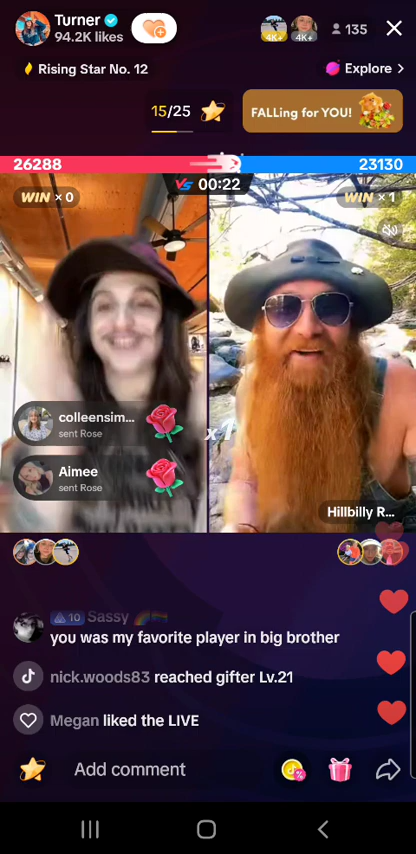 Turner
94.2K likes
4K+
4K+
135
Rising Star No. 12
Explore >
15/25
FALLing for YOU!
26288
23130
WIN x 0
VS 00:22
WIN x 1
colleensim...
sent Rose
x1
Aimee
sent Rose
Hillbilly R...
10 Sassy
you was my favorite player in big brother
nick.woods83 reached gifter Lv.21
Megan liked the LIVE
Add comment